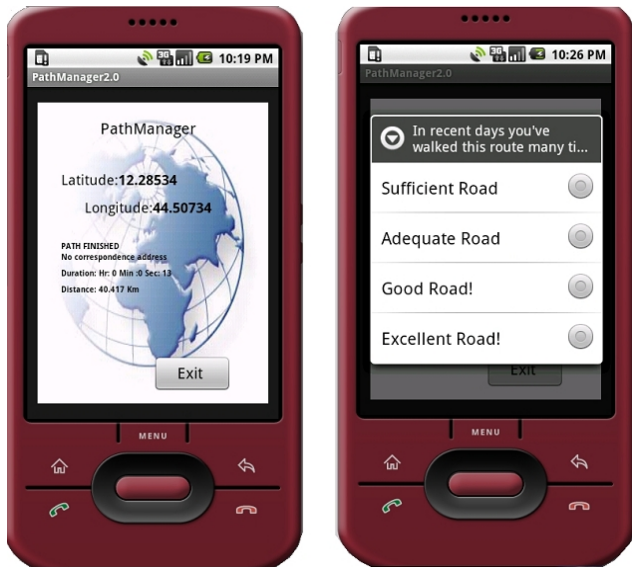 3G
10:19 PM
PathManager2.0
PathManager
Latitude:12.28534
Longitude:44.50734
PATH FINISHED
No correspondence address
Duration: Hr: 0 Min :0 Sec: 13
Distance: 40.417 Km
Exit
MENU
3G
10:26 PM
PathManager2.0
In recent days you've
walked this route many ti...
Sufficient Road
Adequate Road
Good Road!
Excellent Road!
Exit
MENU